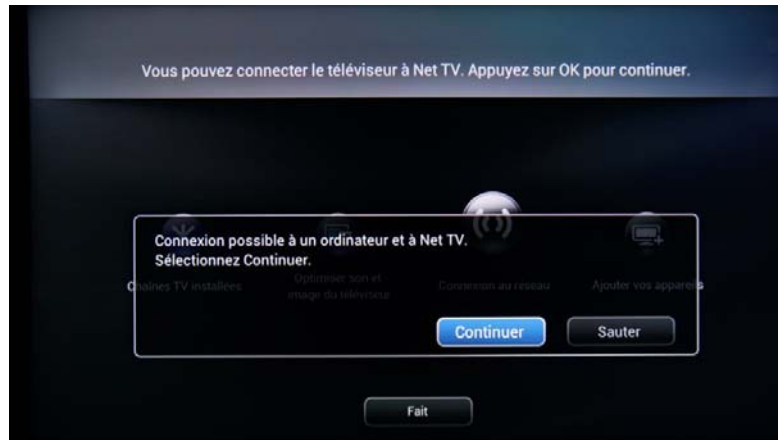 Vous pouvez connecter le téléviseur à Net TV. Appuyez sur OK pour continuer.
Connexion possible à un ordinateur et à Net TV.
Sélectionnez Continuer.
Chaînes TV installées
Optimiser son et
image du téléviseur
Connexion au réseau
Ajouter vos appareils
Continuer
Sauter
Fait